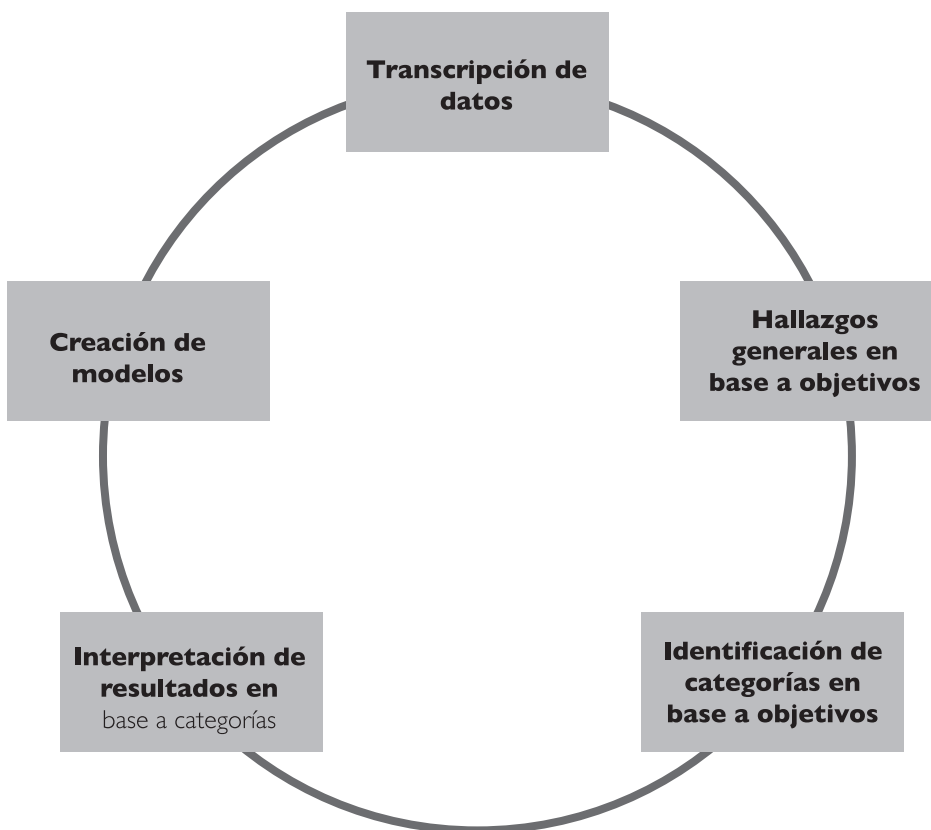 Transcripción de
datos
Hallazgos
generales en
base a objetivos
Identificación de
categorías en
base a objetivos
Interpretación de
resultados en
base a categorías
Creación de
modelos